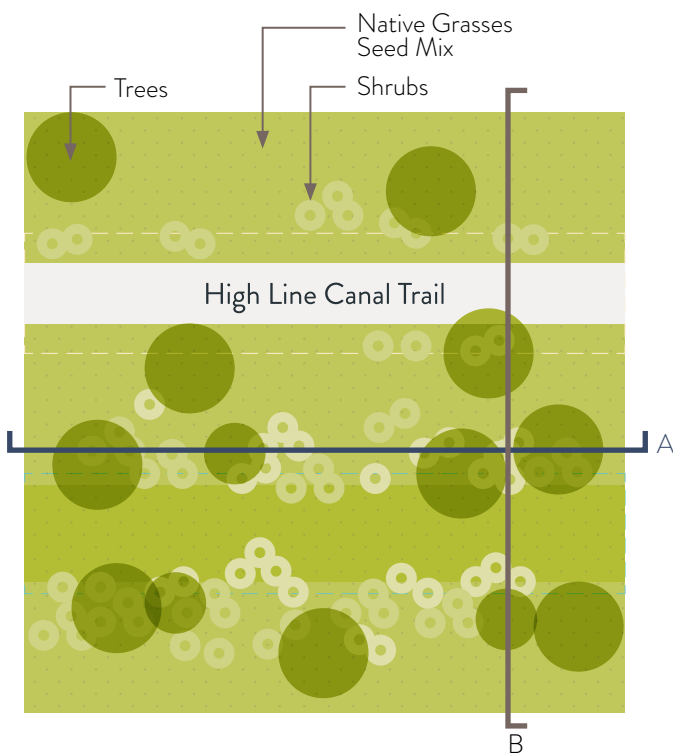 Native Grasses
Seed Mix
Trees
Shrubs
High Line Canal Trail
A
B